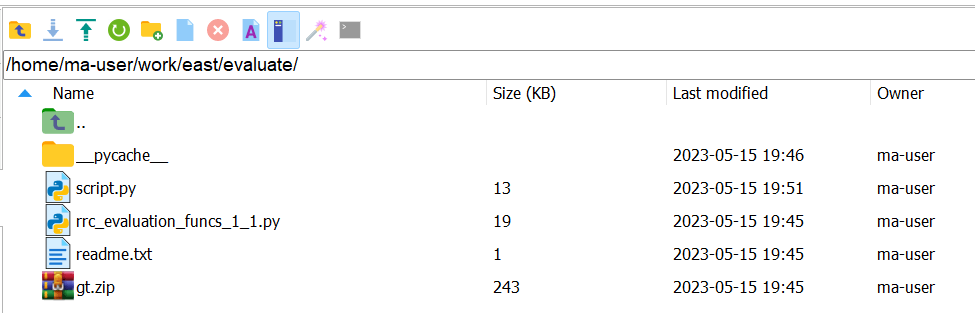 /home/ma-user/work/east/evaluate/
Name Size (KB) Last modified Owner
..
__pycache__ 2023-05-15 19:46 ma-user
script.py 13 2023-05-15 19:51 ma-user
rrc_evaluation_funcs_1_1.py 19 2023-05-15 19:45 ma-user
readme.txt 1 2023-05-15 19:45 ma-user
gt.zip 243 2023-05-15 19:45 ma-user